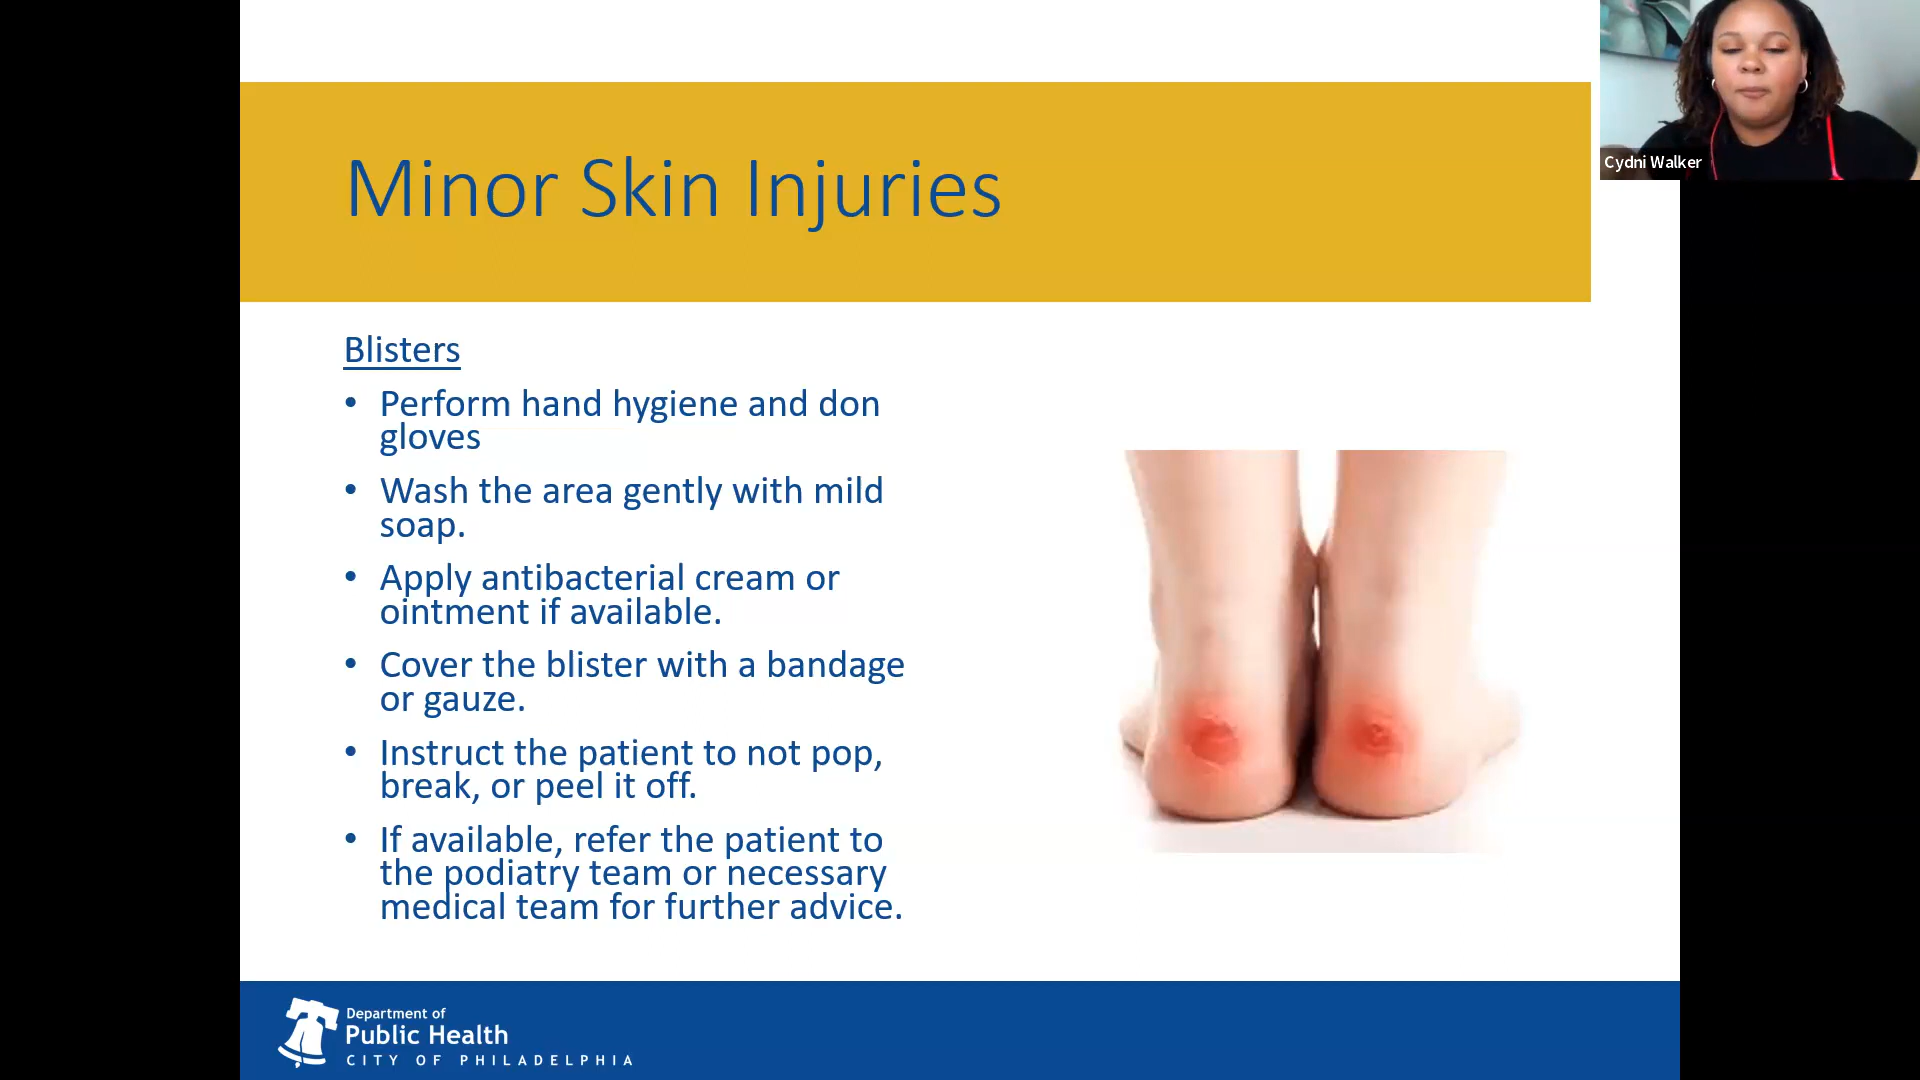 Minor Skin Injuries
Cydni Walker
Blisters
• Perform hand hygiene and don
gloves
• Wash the area gently with mild
soap.
• Apply antibacterial cream or
ointment if available.
• Cover the blister with a bandage
or gauze.
• Instruct the patient to not pop,
break, or peel it off.
• If available, refer the patient to
the podiatry team or necessary
medical team for further advice.
Department of
Public Health
CITY OF PHILADELPHIA